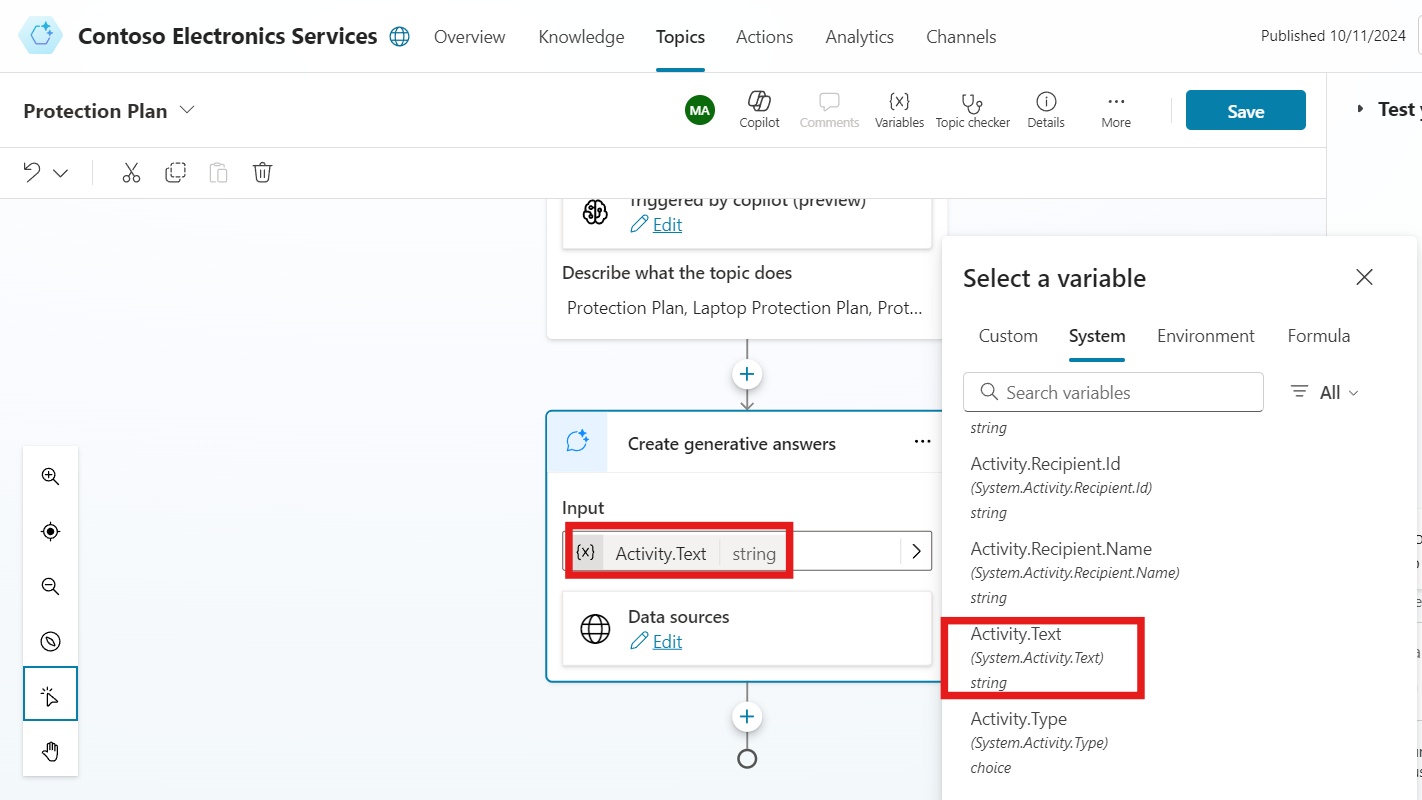 Contoso Electronics Services
Overview
Knowledge
Topics
Actions
Analytics
Channels
Published 10/11/2024
Protection Plan
MA
Copilot
Comments
{x}
Variables
Topic checker
Details
More
Save
Test
Triggered by copilot (preview)
Edit
Describe what the topic does
Protection Plan, Laptop Protection Plan, Prot...
Create generative answers
Input
{x} Activity.Text string
Data sources
Edit
Select a variable
Custom System Environment Formula
Search variables
All
string
Activity.Recipient.Id
(System.Activity.Recipient.Id)
string
Activity.Recipient.Name
(System.Activity.Recipient.Name)
string
Activity.Text
(System.Activity.Text)
string
Activity.Type
(System.Activity.Type)
choice